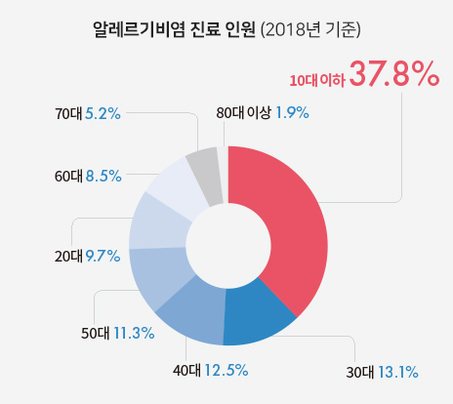 알레르기비염 진료 인원 (2018년 기준)
10대 이하 37.8%
80대 이상 1.9%
70대 5.2%
60대 8.5%
20대 9.7%
50대 11.3%
40대 12.5%
30대 13.1%